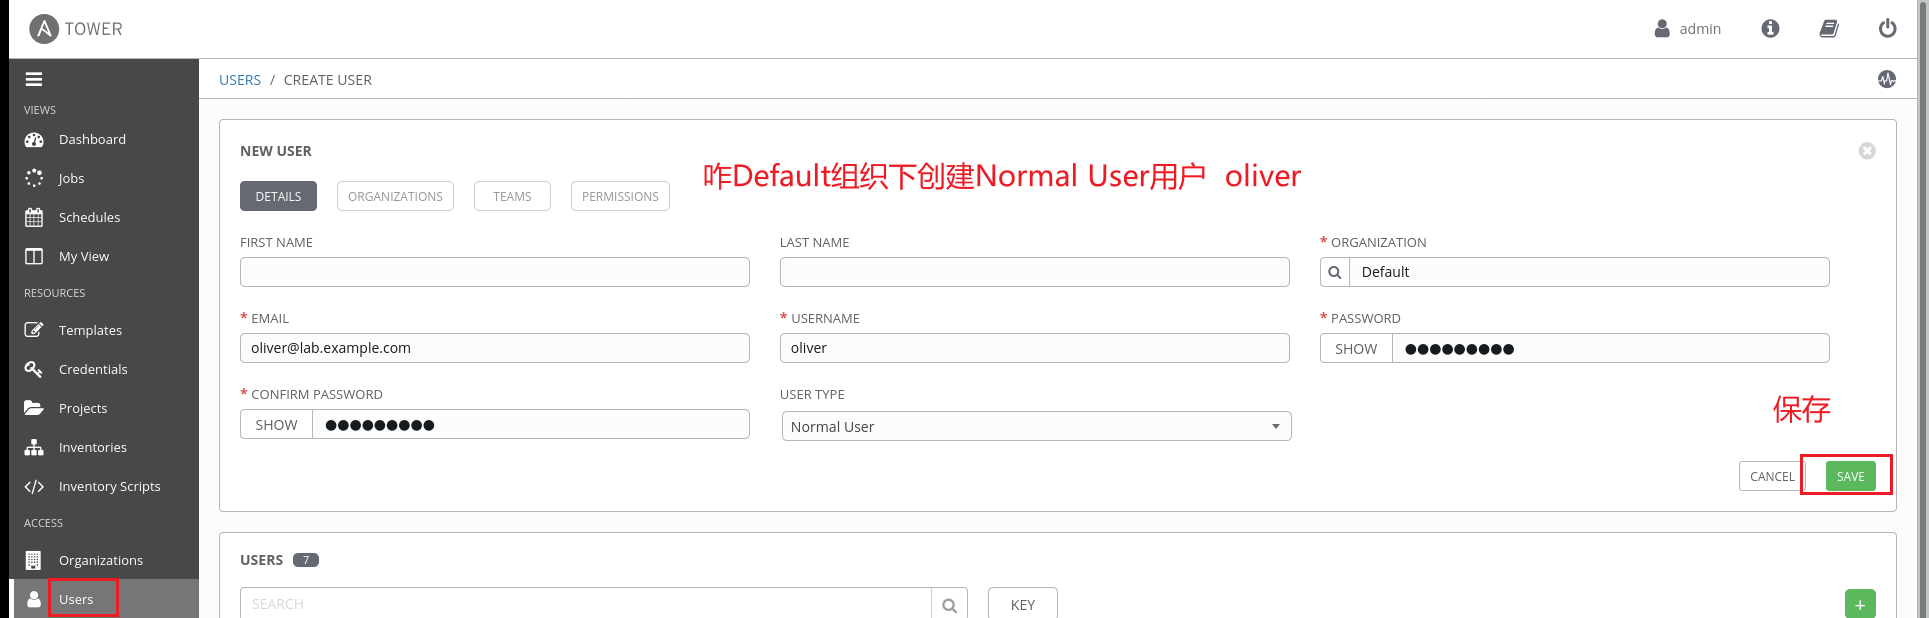 TOWER
admin
USERS / CREATE USER
VIEWS
Dashboard
Jobs
Schedules
My View
RESOURCES
Templates
Credentials
Projects
Inventories
Inventory Scripts
ACCESS
Organizations
Users
NEW USER
咋Default组织下创建Normal User用户 oliver
DETAILS ORGANIZATIONS TEAMS PERMISSIONS
FIRST NAME LAST NAME * ORGANIZATION
Default
* EMAIL * USERNAME * PASSWORD
oliver@lab.example.com oliver SHOW ●●●●●●●●●
* CONFIRM PASSWORD USER TYPE
SHOW ●●●●●●●●● Normal User
保存
CANCEL SAVE
USERS 7
SEARCH KEY +